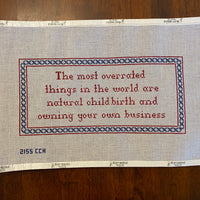 The most overrated
things in the world are
natural childbirth and
owning your own business
2155 CCH